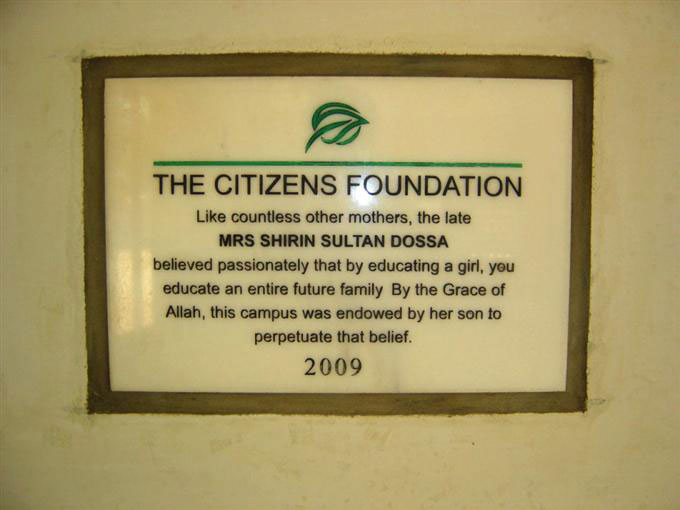 THE CITIZENS FOUNDATION
Like countless other mothers, the late
MRS SHIRIN SULTAN DOSSA
believed passionately that by educating a girl, you
educate an entire future family By the Grace of
Allah, this campus was endowed by her son to
perpetuate that belief.
2009